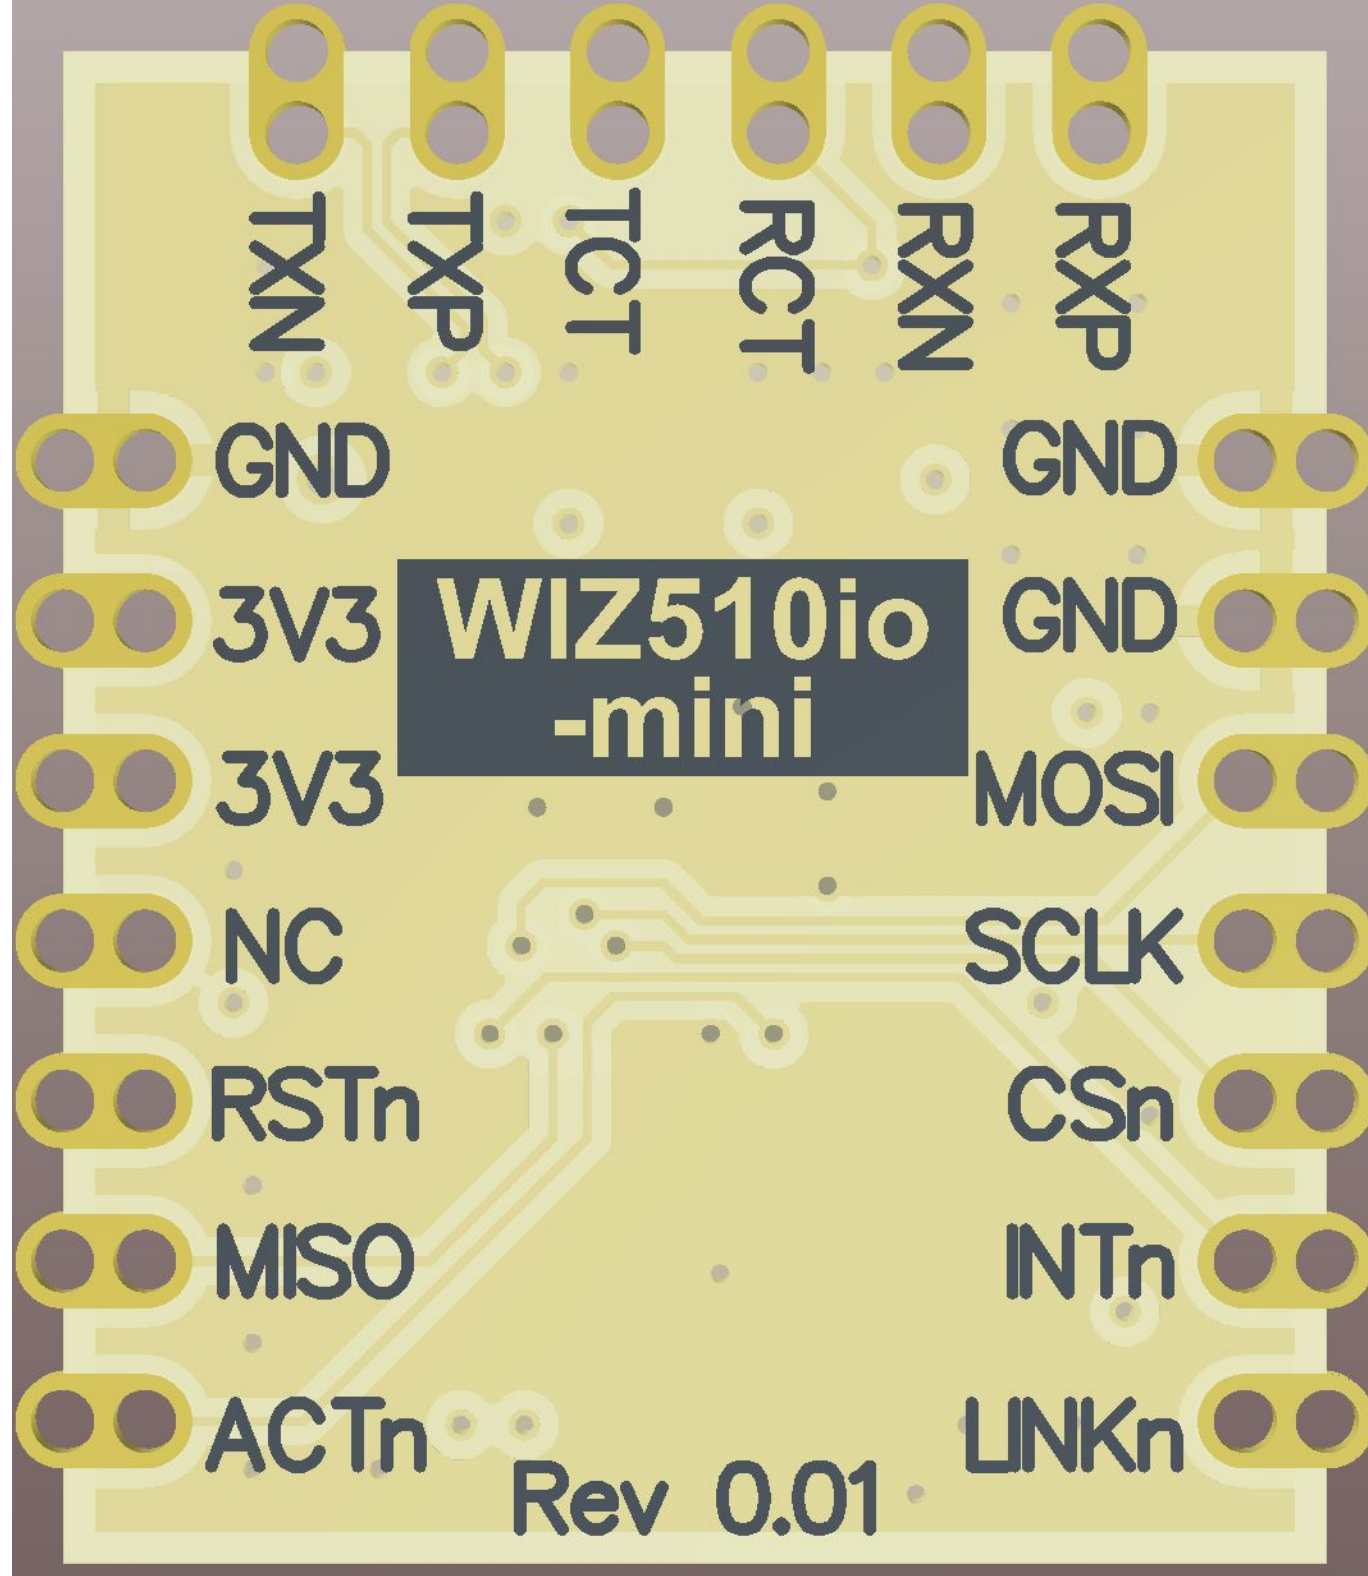 TXN
TXP
TCT
RCT
RXN
RXP
GND
GND
3V3
WIZ510io
-mini
GND
3V3
MOSI
NC
SCLK
RSTn
CSn
MISO
INTn
ACTn
LINKn
Rev 0.01